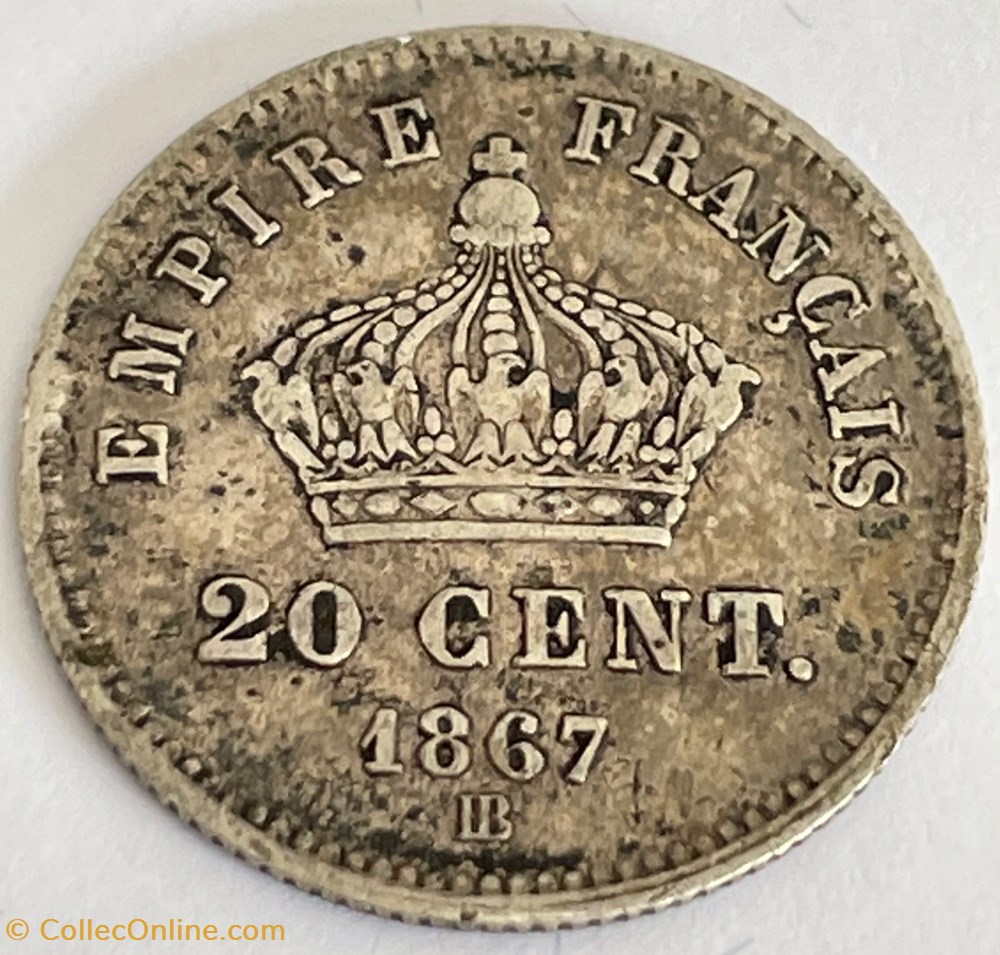 EMPIRE FRANÇAIS
20 CENT.
1867
BB
© CollecOnline.com